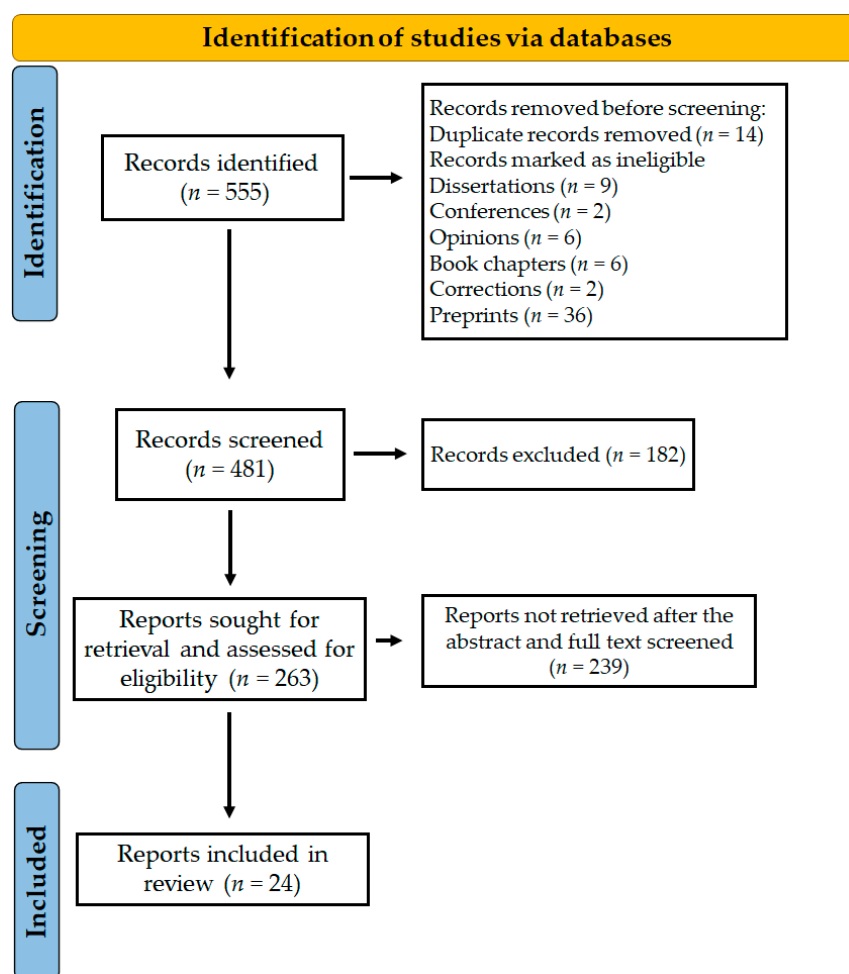 Identification of studies via databases
Identification
Records identified
(n = 555)
Records removed before screening:
Duplicate records removed (n = 14)
Records marked as ineligible
Dissertations (n = 9)
Conferences (n = 2)
Opinions (n = 6)
Book chapters (n = 6)
Corrections (n = 2)
Preprints (n = 36)
Screening
Records screened
(n = 481)
Records excluded (n = 182)
Reports sought for
retrieval and assessed for
eligibility (n = 263)
Reports not retrieved after the
abstract and full text screened
(n = 239)
Included
Reports included in
review (n = 24)